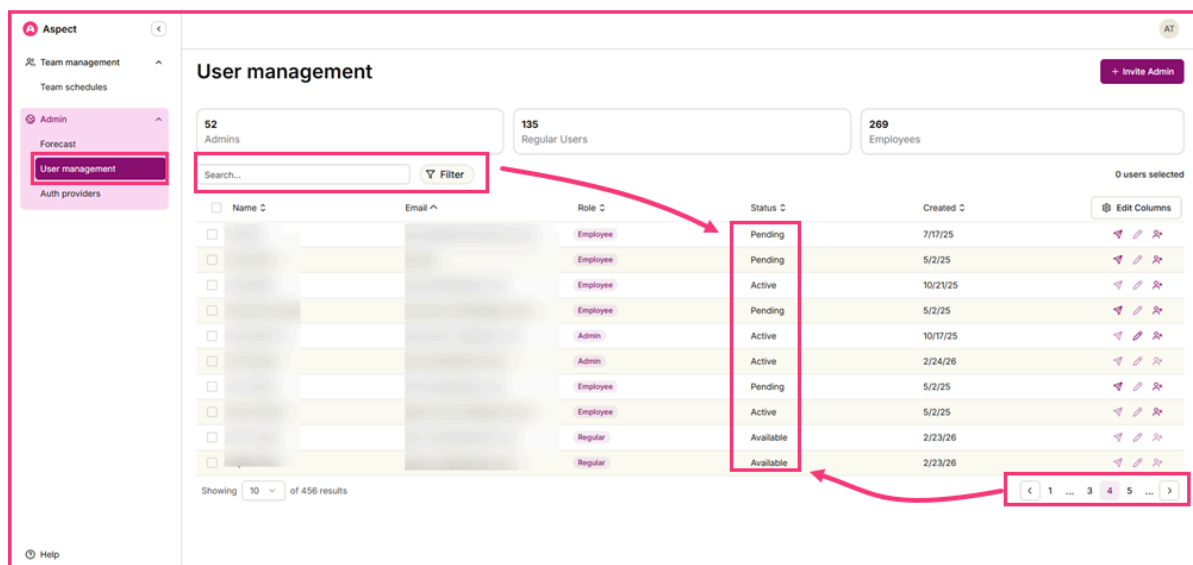 Aspect
AT
Team management
Team schedules
Admin
Forecast
User management
Auth providers
Help
User management
+ Invite Admin
52
Admins
135
Regular Users
269
Employees
Search...
Filter
0 users selected
Name Email Role Status Created Edit Columns
Employee Pending 7/17/25
Employee Pending 5/2/25
Employee Active 10/21/25
Employee Pending 5/2/25
Admin Active 10/17/25
Admin Active 2/24/26
Employee Pending 5/2/25
Employee Active 5/2/25
Regular Available 2/23/26
Regular Available 2/23/26
Showing 10 of 456 results
1 ... 3 4 5 ...